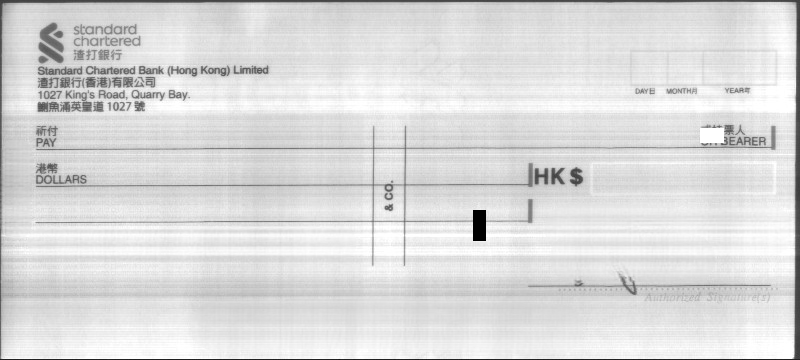 standard
chartered
渣打銀行
Standard Chartered Bank (Hong Kong) Limited
渣打銀行(香港)有限公司
1027 King's Road, Quarry Bay.
鰂魚涌英皇道 1027 號
DAY日 MONTH月 YEAR年
祈付
PAY
票人
BEARER
港幣
DOLLARS
HK $
& CO.
Authorized Signature(s)